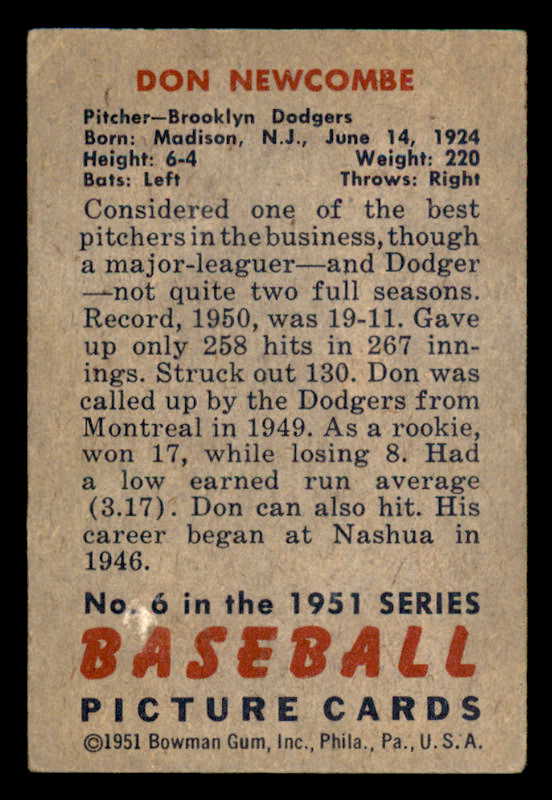 DON NEWCOMBE
Pitcher—Brooklyn Dodgers
Born: Madison, N.J., June 14, 1924
Height: 6-4 Weight: 220
Bats: Left Throws: Right
Considered one of the best
pitchers in the business, though
a major-leaguer—and Dodger
—not quite two full seasons.
Record, 1950, was 19-11. Gave
up only 258 hits in 267 inn-
ings. Struck out 130. Don was
called up by the Dodgers from
Montreal in 1949. As a rookie,
won 17, while losing 8. Had
a low earned run average
(3.17). Don can also hit. His
career began at Nashua in
1946.
No. 6 in the 1951 SERIES
BASEBALL
PICTURE CARDS
©1951 Bowman Gum, Inc., Phila., Pa., U.S.A.